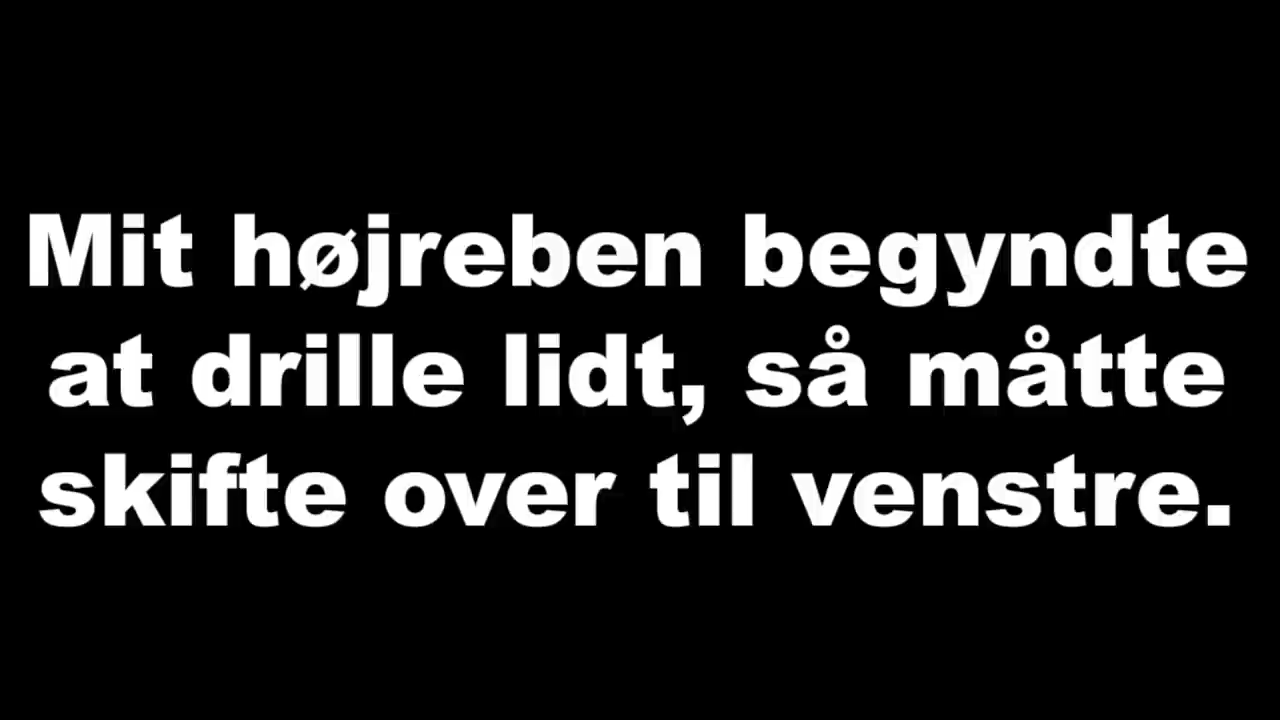 Mit højreben begyndte
at drille lidt, så måtte
skifte over til venstre.